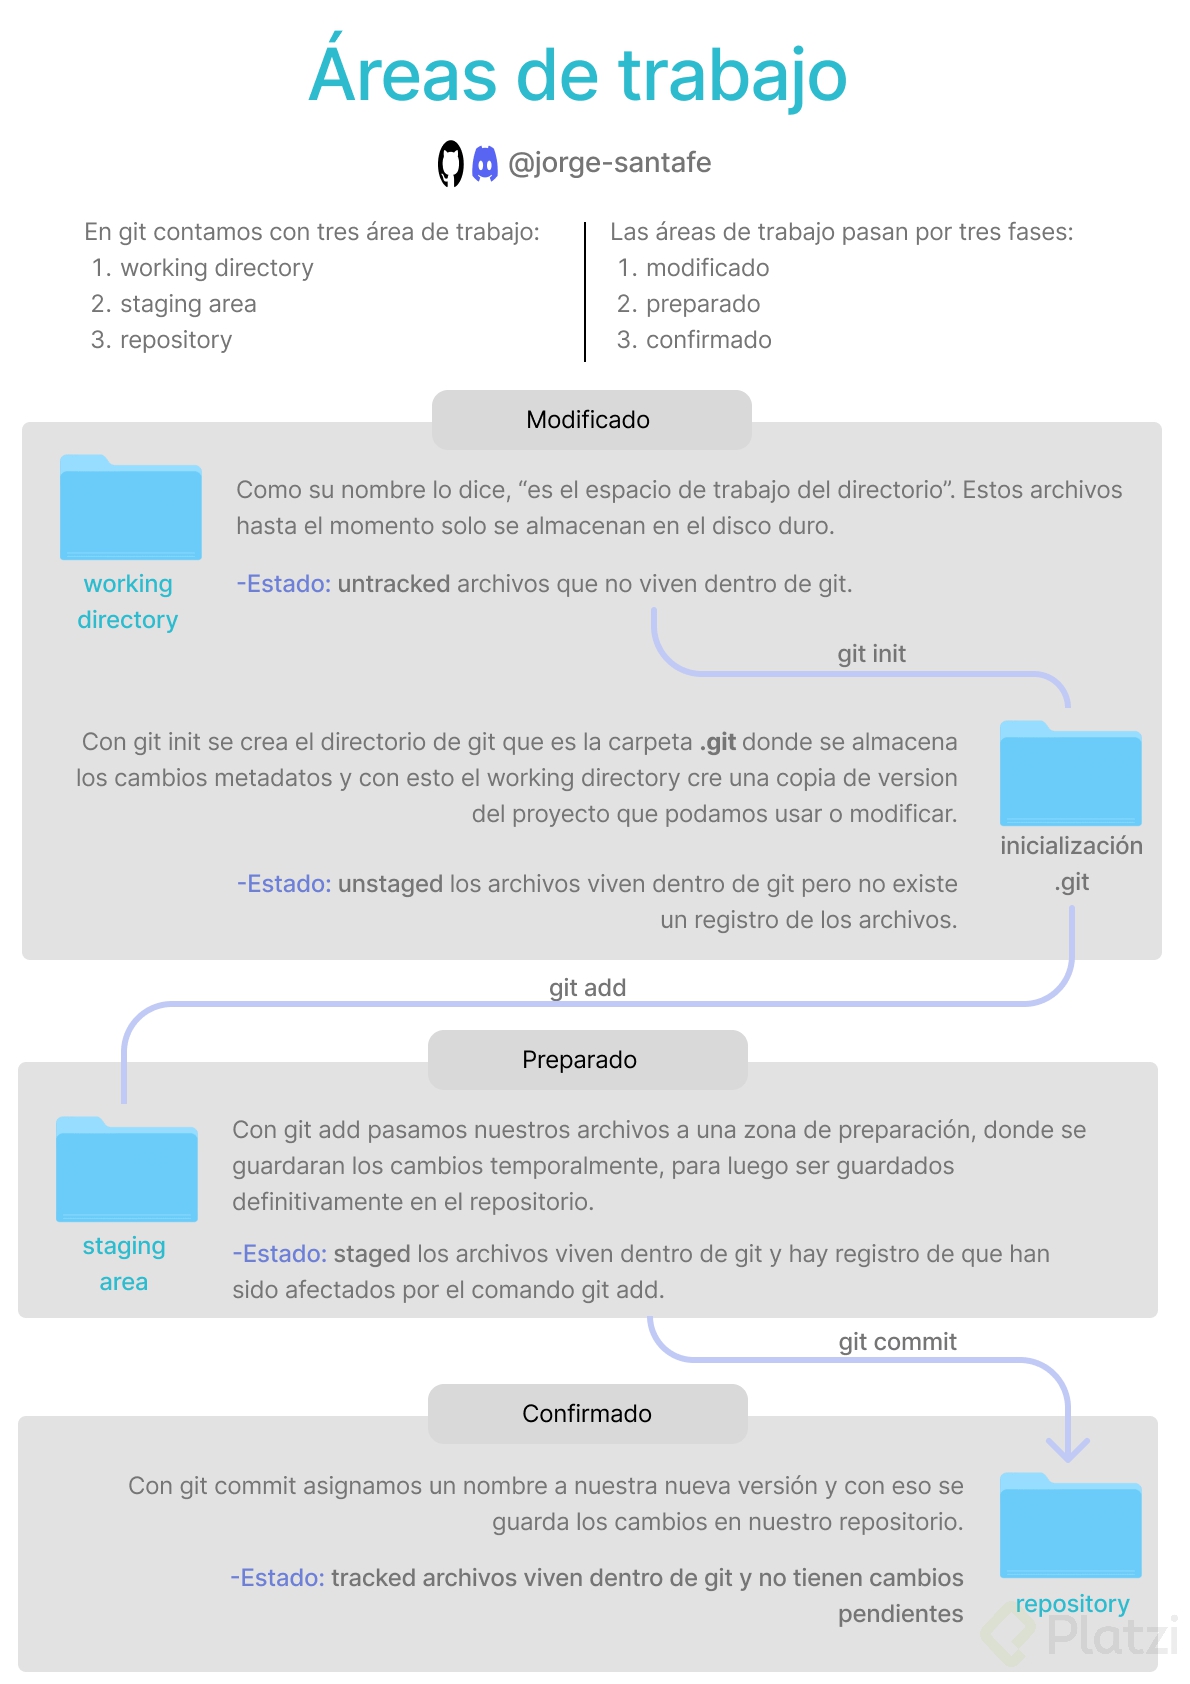 Áreas de trabajo
@jorge-santafe
En git contamos con tres área de trabajo:
1. working directory
2. staging area
3. repository
Las áreas de trabajo pasan por tres fases:
1. modificado
2. preparado
3. confirmado
Modificado
Como su nombre lo dice, “es el espacio de trabajo del directorio”. Estos archivos
hasta el momento solo se almacenan en el disco duro.
-Estado: untracked archivos que no viven dentro de git.
working
directory
git init
Con git init se crea el directorio de git que es la carpeta .git donde se almacena
los cambios metadatos y con esto el working directory cre una copia de version
del proyecto que podamos usar o modificar.
-Estado: unstaged los archivos viven dentro de git pero no existe
un registro de los archivos.
inicialización
.git
git add
Preparado
Con git add pasamos nuestros archivos a una zona de preparación, donde se
guardaran los cambios temporalmente, para luego ser guardados
definitivamente en el repositorio.
-Estado: staged los archivos viven dentro de git y hay registro de que han
sido afectados por el comando git add.
staging
area
git commit
Confirmado
Con git commit asignamos un nombre a nuestra nueva versión y con eso se
guarda los cambios en nuestro repositorio.
-Estado: tracked archivos viven dentro de git y no tienen cambios
pendientes
repository
Platzi